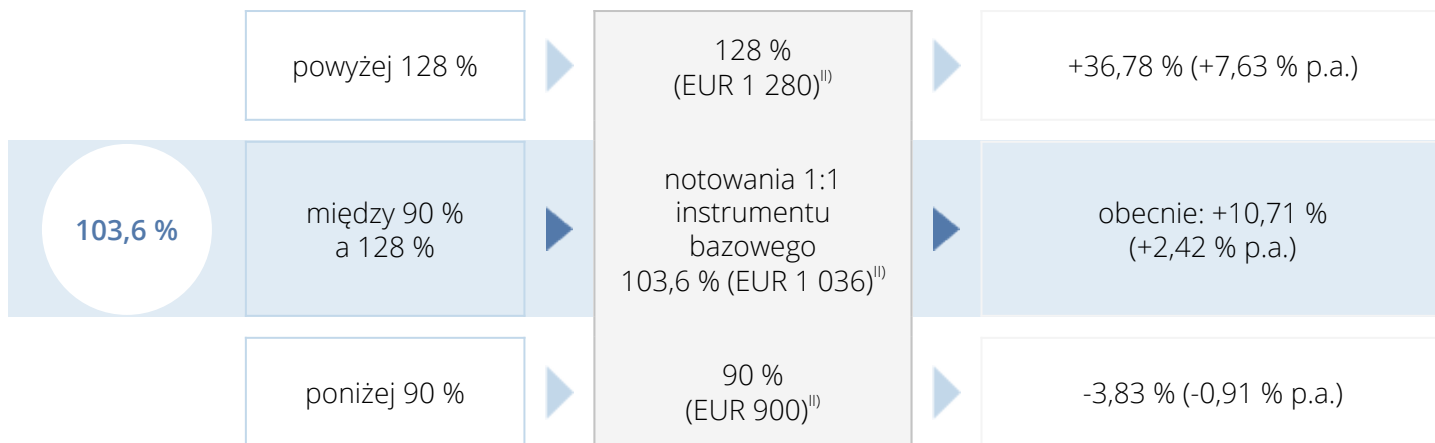 powyżej 128 %
128 %
(EUR 1 280)II)
+36,78 % (+7,63 % p.a.)
103,6 %
między 90 %
a 128 %
notowania 1:1
instrumentu
bazowego
103,6 % (EUR 1 036)II)
obecnie: +10,71 %
(+2,42 % p.a.)
poniżej 90 %
90 %
(EUR 900)II)
-3,83 % (-0,91 % p.a.)